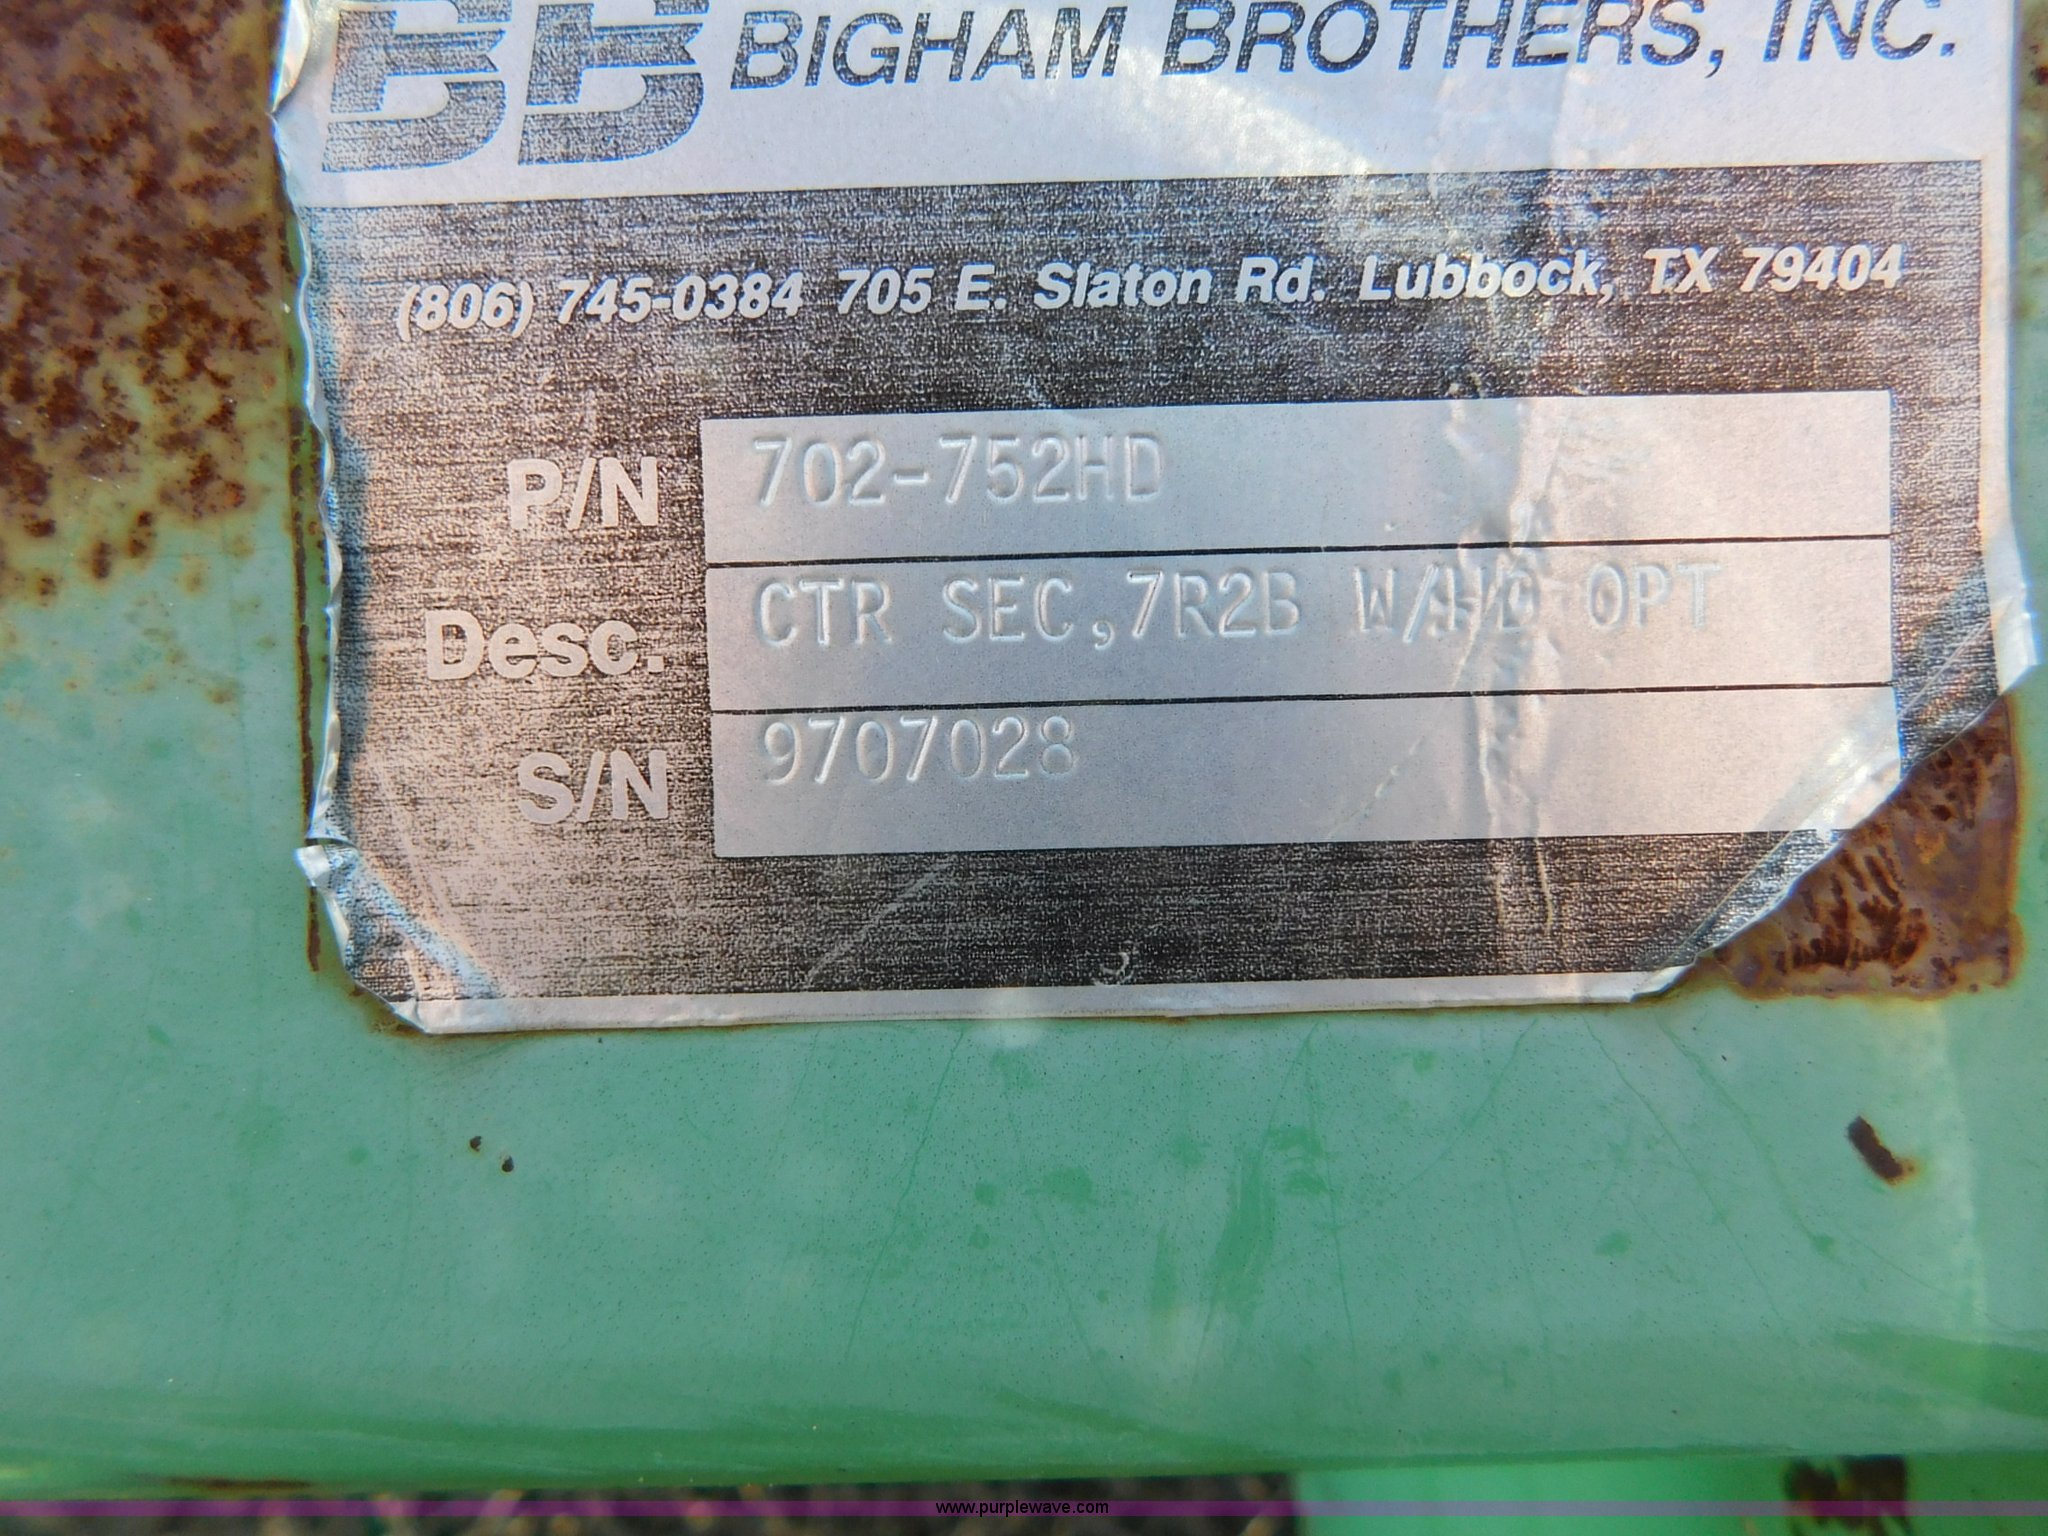 BB BIGHAM BROTHERS, INC.
(806) 745-0384 705 E. Slaton Rd. Lubbock, TX 79404
P/N 702-752HD
Desc. CTR SEC,7R2B W/HD OPT
S/N 9707028
www.purplewave.com